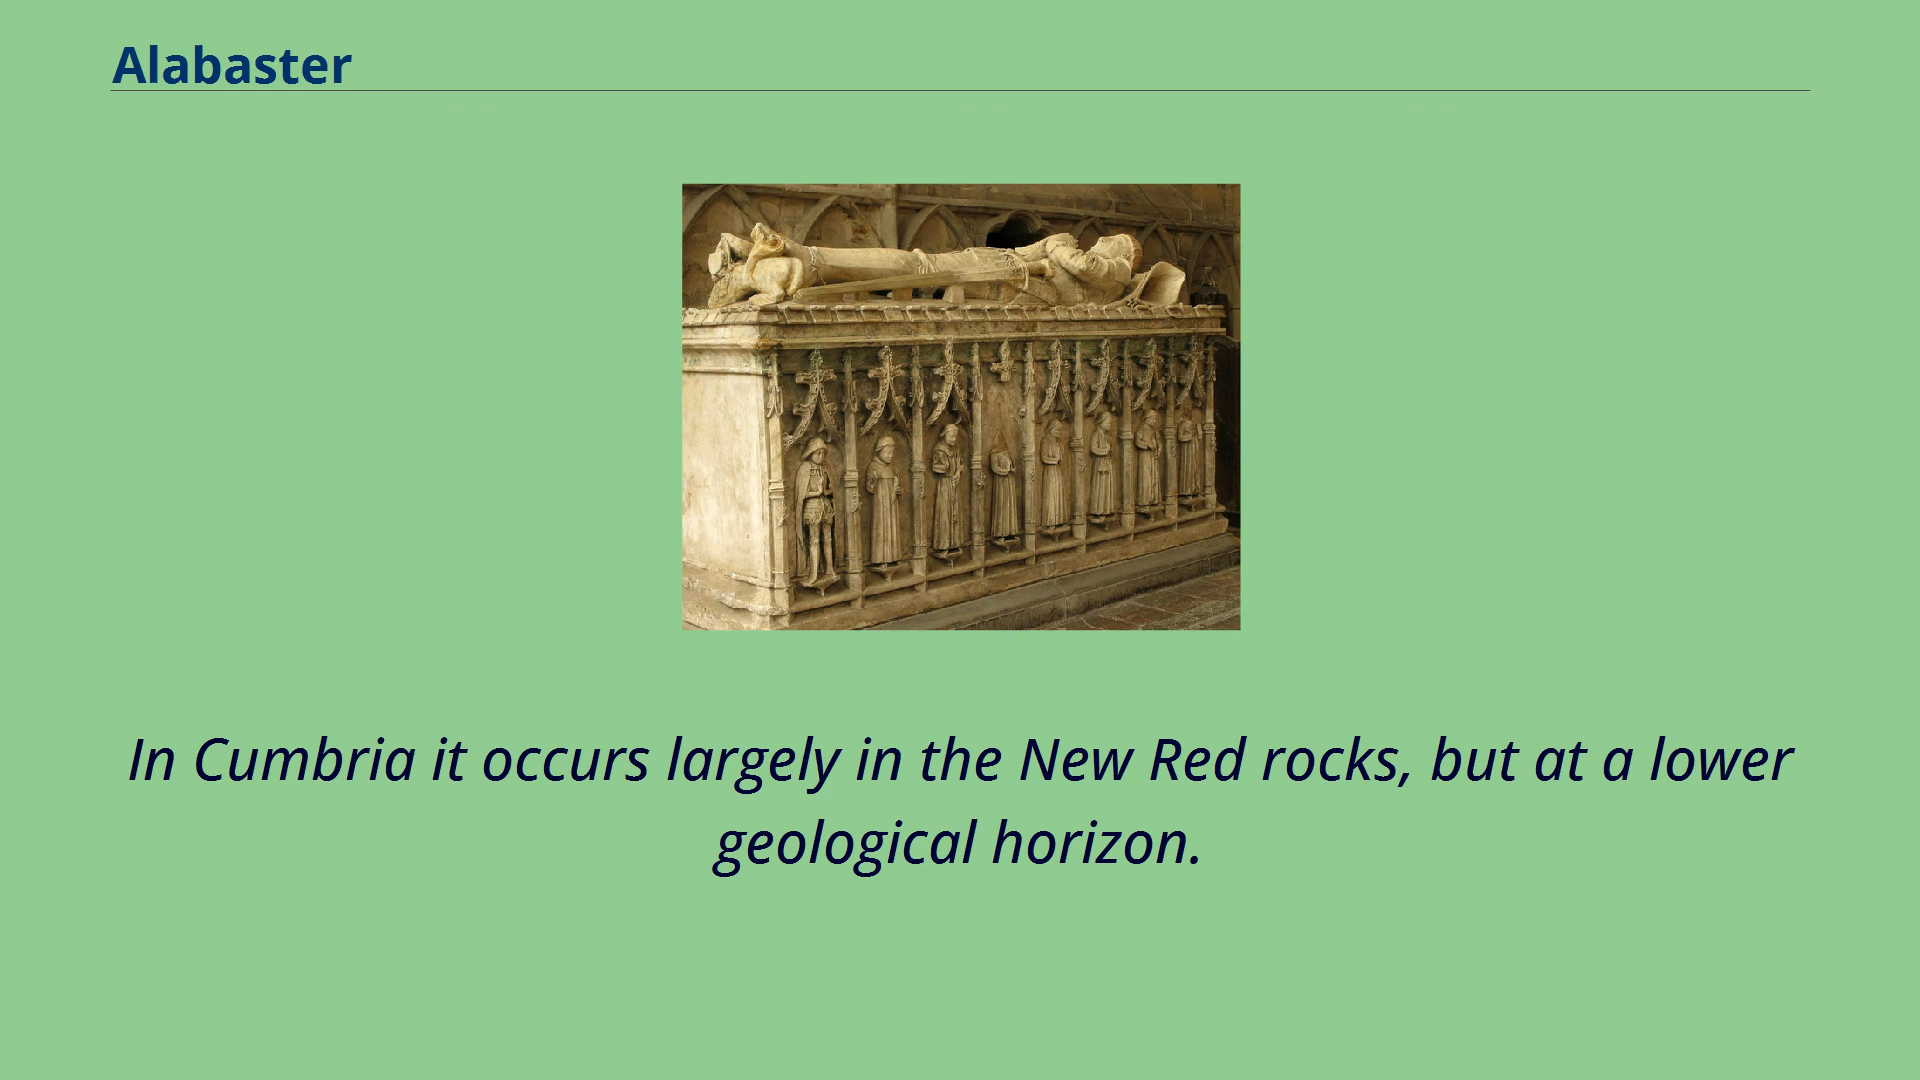 Alabaster
In Cumbria it occurs largely in the New Red rocks, but at a lower
geological horizon.